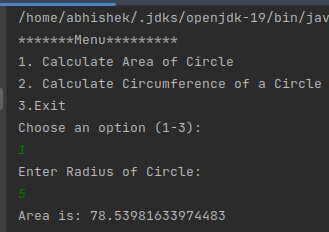 /home/abhishek/.jdks/openjdk-19/bin/jav
*******Menu*********
1. Calculate Area of Circle
2. Calculate Circumference of a Circle
3.Exit
Choose an option (1-3):
1
Enter Radius of Circle:
5
Area is: 78.53981633974483